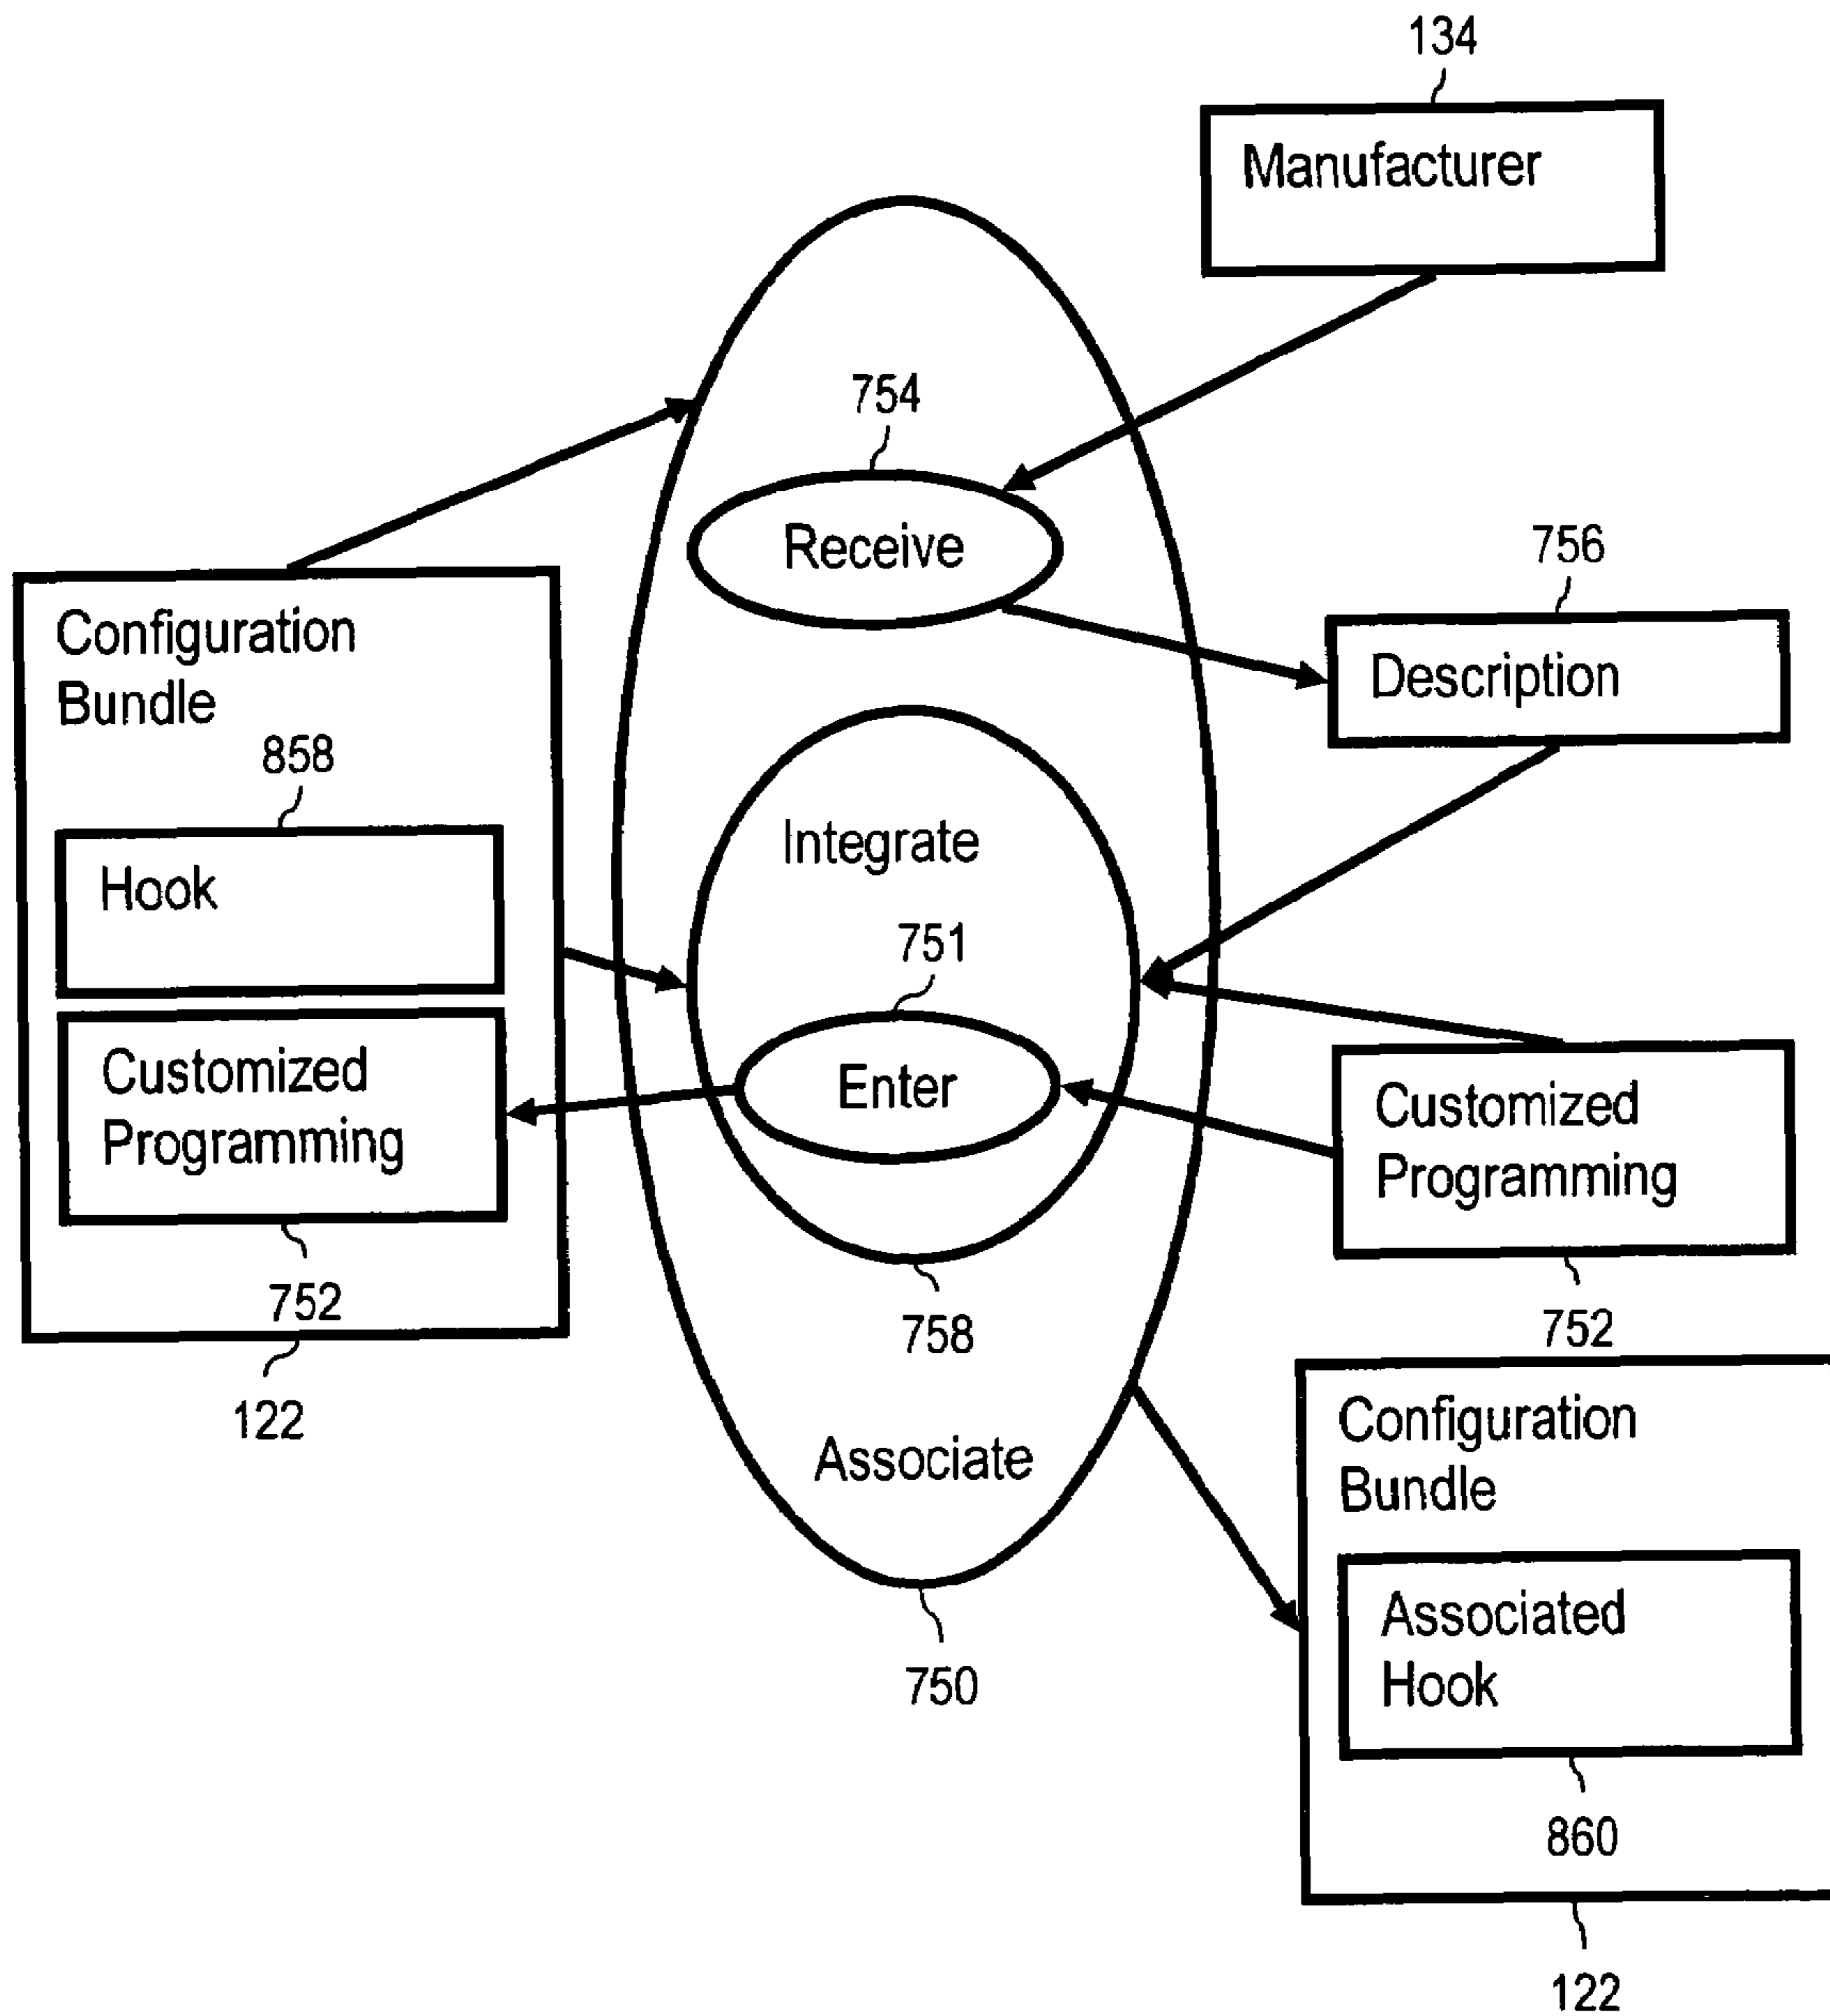 134
Manufacturer
754
Receive
756
Description
Configuration
Bundle
858
Hook
Integrate
751
Enter
Customized
Programming
752
122
Customized
Programming
752
758
Associate
750
Configuration
Bundle
Associated
Hook
860
122